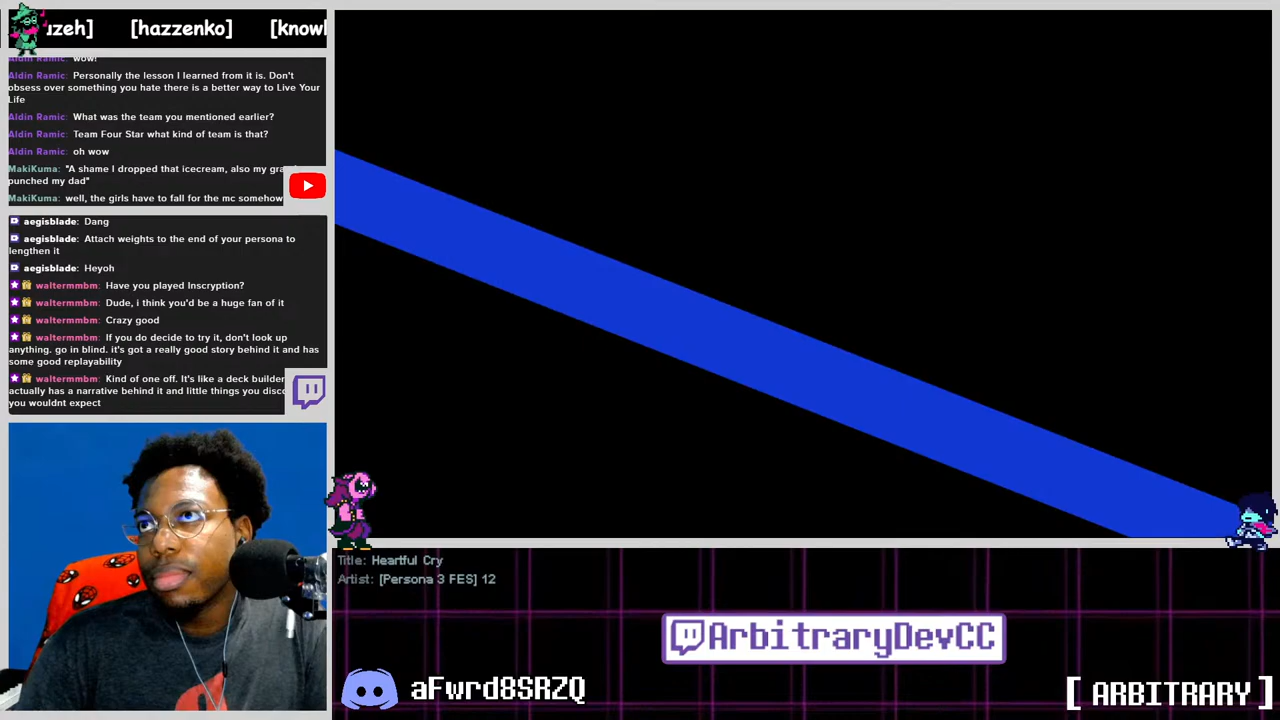 [hazzenko]
Aldin Ramic: wow!
Aldin Ramic: Personally the lesson I learned from it is. Don't
obsess over something you hate there is a better way to Live Your
Life
Aldin Ramic: What was the team you mentioned earlier?
Aldin Ramic: Team Four Star what kind of team is that?
Aldin Ramic: oh wow
MakiKuma: "A shame I dropped that icecream, also my
punched my dad"
MakiKuma: well, the girls have to fall for the mc somehow
aegisblade: Dang
aegisblade: Attach weights to the end of your persona to
lengthen it
aegisblade: Heyoh
waltermmbm: Have you played Inscryption?
waltermmbm: Dude, i think you'd be a huge fan of it
waltermmbm: Crazy good
waltermmbm: If you do decide to try it, don't look up
anything. go in blind. it's got a really good story behind it and has
some good replayability
waltermmbm: Kind of one off. It's like a deck builder
actually has a narrative behind it and little things you
you wouldnt expect
Title: Heartful Cry
Artist: [Persona 3 FES] 12
@ArbitraryDevCC
aFwrd8SRZQ
[ ARBITRARY ]